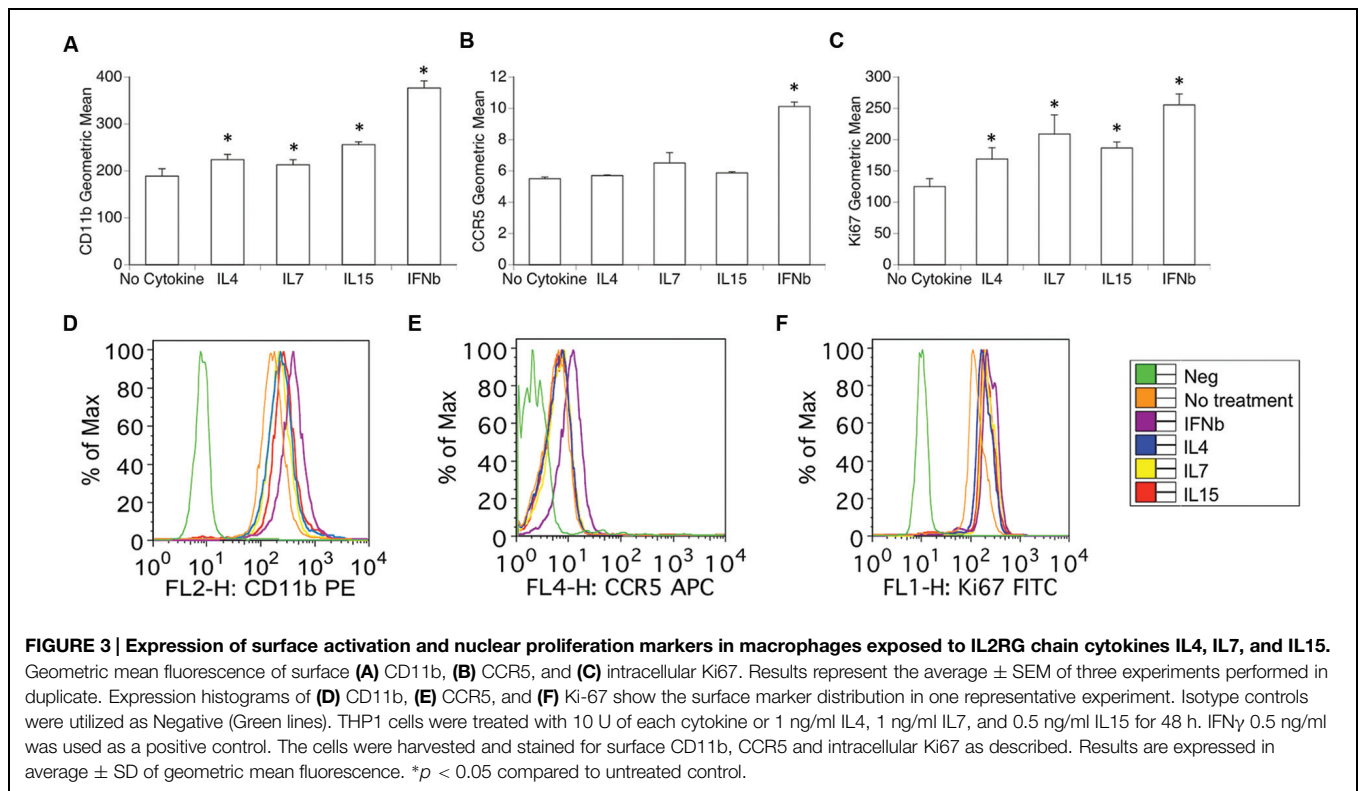 A
B
C
400
300
200
100
0
CD11b Geometric Mean
*
*
*
*
No Cytokine IL4 IL7 IL15 IFNb
12
10
8
6
4
2
0
CCR5 Geometric Mean
*
No Cytokine IL4 IL7 IL15 IFNb
300
250
200
150
100
50
0
Ki67 Geometric Mean
*
*
*
*
No Cytokine IL4 IL7 IL15 IFNb
D
E
F
100
80
60
40
20
0
% of Max
10^0 10^1 10^2 10^3 10^4
FL2-H: CD11b PE
100
80
60
40
20
0
% of Max
10^0 10^1 10^2 10^3 10^4
FL4-H: CCR5 APC
100
80
60
40
20
0
% of Max
10^0 10^1 10^2 10^3 10^4
FL1-H: Ki67 FITC
Neg
No treatment
IFNb
IL4
IL7
IL15
FIGURE 3 | Expression of surface activation and nuclear proliferation markers in macrophages exposed to IL2RG chain cytokines IL4, IL7, and IL15.
Geometric mean fluorescence of surface (A) CD11b, (B) CCR5, and (C) intracellular Ki67. Results represent the average ± SEM of three experiments performed in
duplicate. Expression histograms of (D) CD11b, (E) CCR5, and (F) Ki-67 show the surface marker distribution in one representative experiment. Isotype controls
were utilized as Negative (Green lines). THP1 cells were treated with 10 U of each cytokine or 1 ng/ml IL4, 1 ng/ml IL7, and 0.5 ng/ml IL15 for 48 h. IFNγ 0.5 ng/ml
was used as a positive control. The cells were harvested and stained for surface CD11b, CCR5 and intracellular Ki67 as described. Results are expressed in
average ± SD of geometric mean fluorescence. *p < 0.05 compared to untreated control.